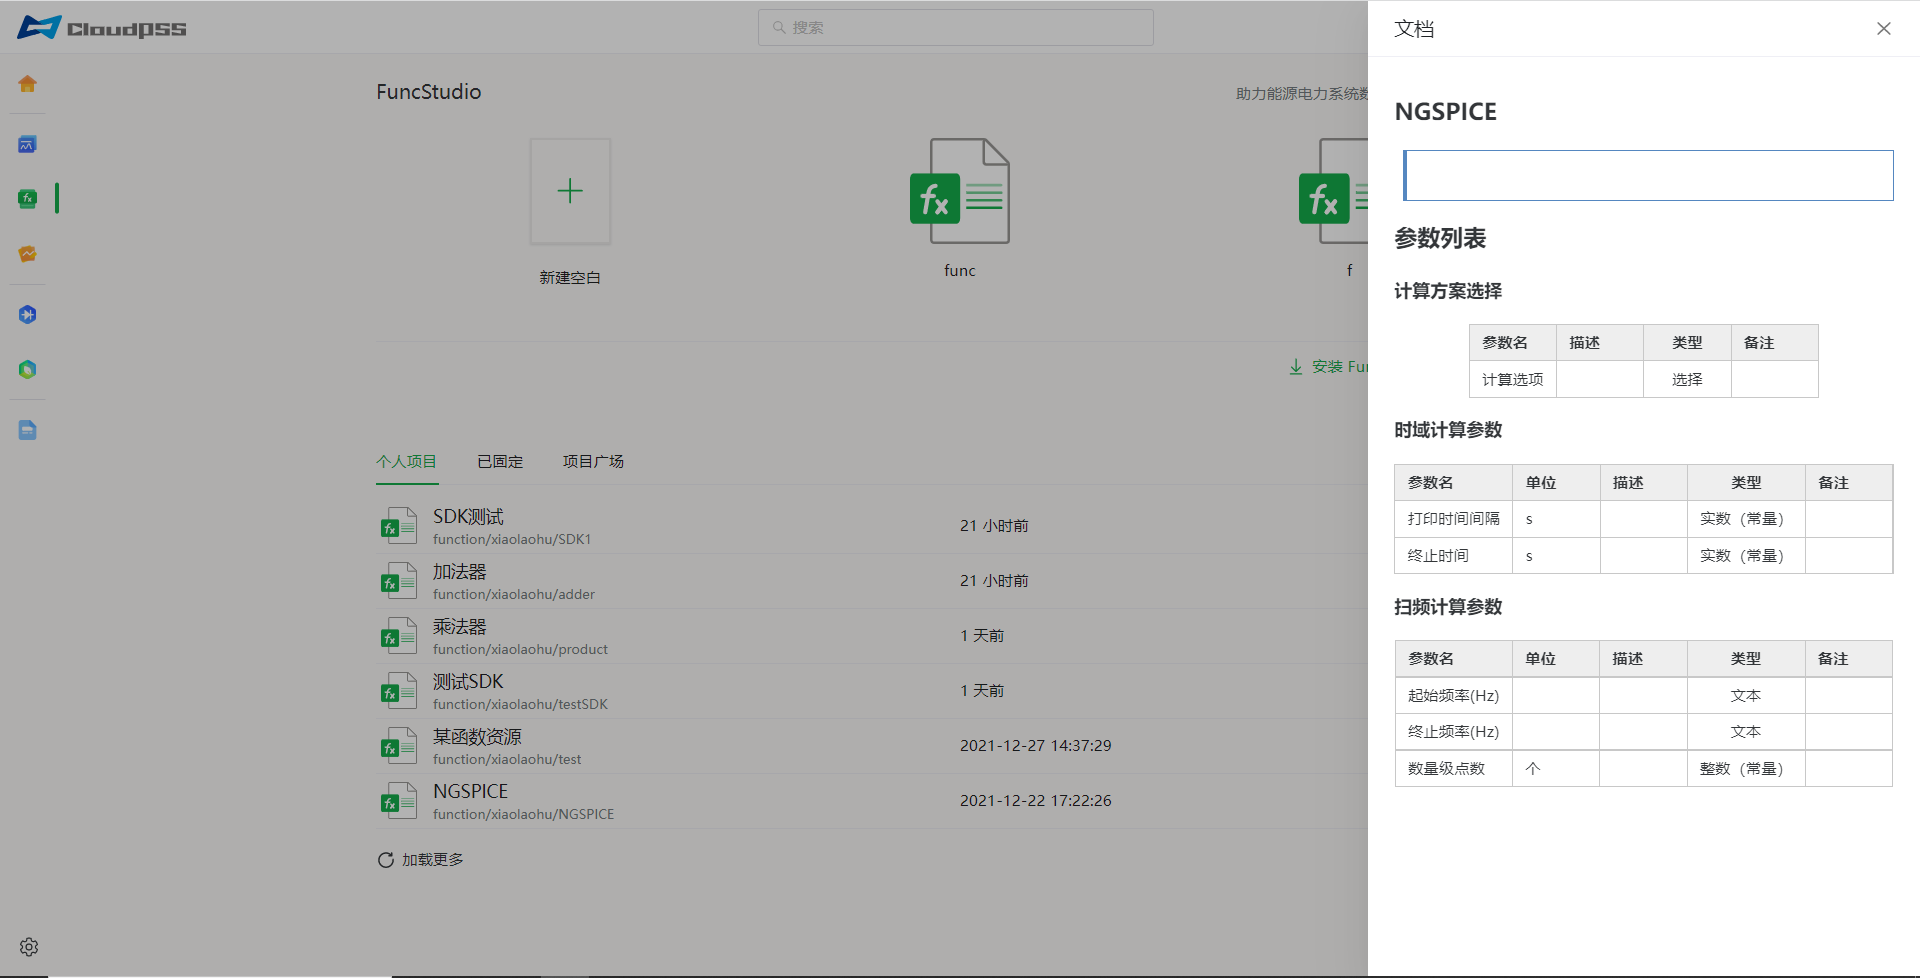 CloudPSS
搜索
FuncStudio
助力能源电力系统数
新建空白
func
f
安装 Fun
个人项目 已固定 项目广场
SDK测试
function/xiaolaohu/SDK1
21 小时前
加法器
function/xiaolaohu/adder
21 小时前
乘法器
function/xiaolaohu/product
1 天前
测试SDK
function/xiaolaohu/testSDK
1 天前
某函数资源
function/xiaolaohu/test
2021-12-27 14:37:29
NGSPICE
function/xiaolaohu/NGSPICE
2021-12-22 17:22:26
加载更多
文档
NGSPICE
参数列表
计算方案选择
参数名 描述 类型 备注
计算选项 选择
时域计算参数
参数名 单位 描述 类型 备注
打印时间间隔 s 实数（常量）
终止时间 s 实数（常量）
扫频计算参数
参数名 单位 描述 类型 备注
起始频率(Hz) 文本
终止频率(Hz) 文本
数量级点数 个 整数（常量）